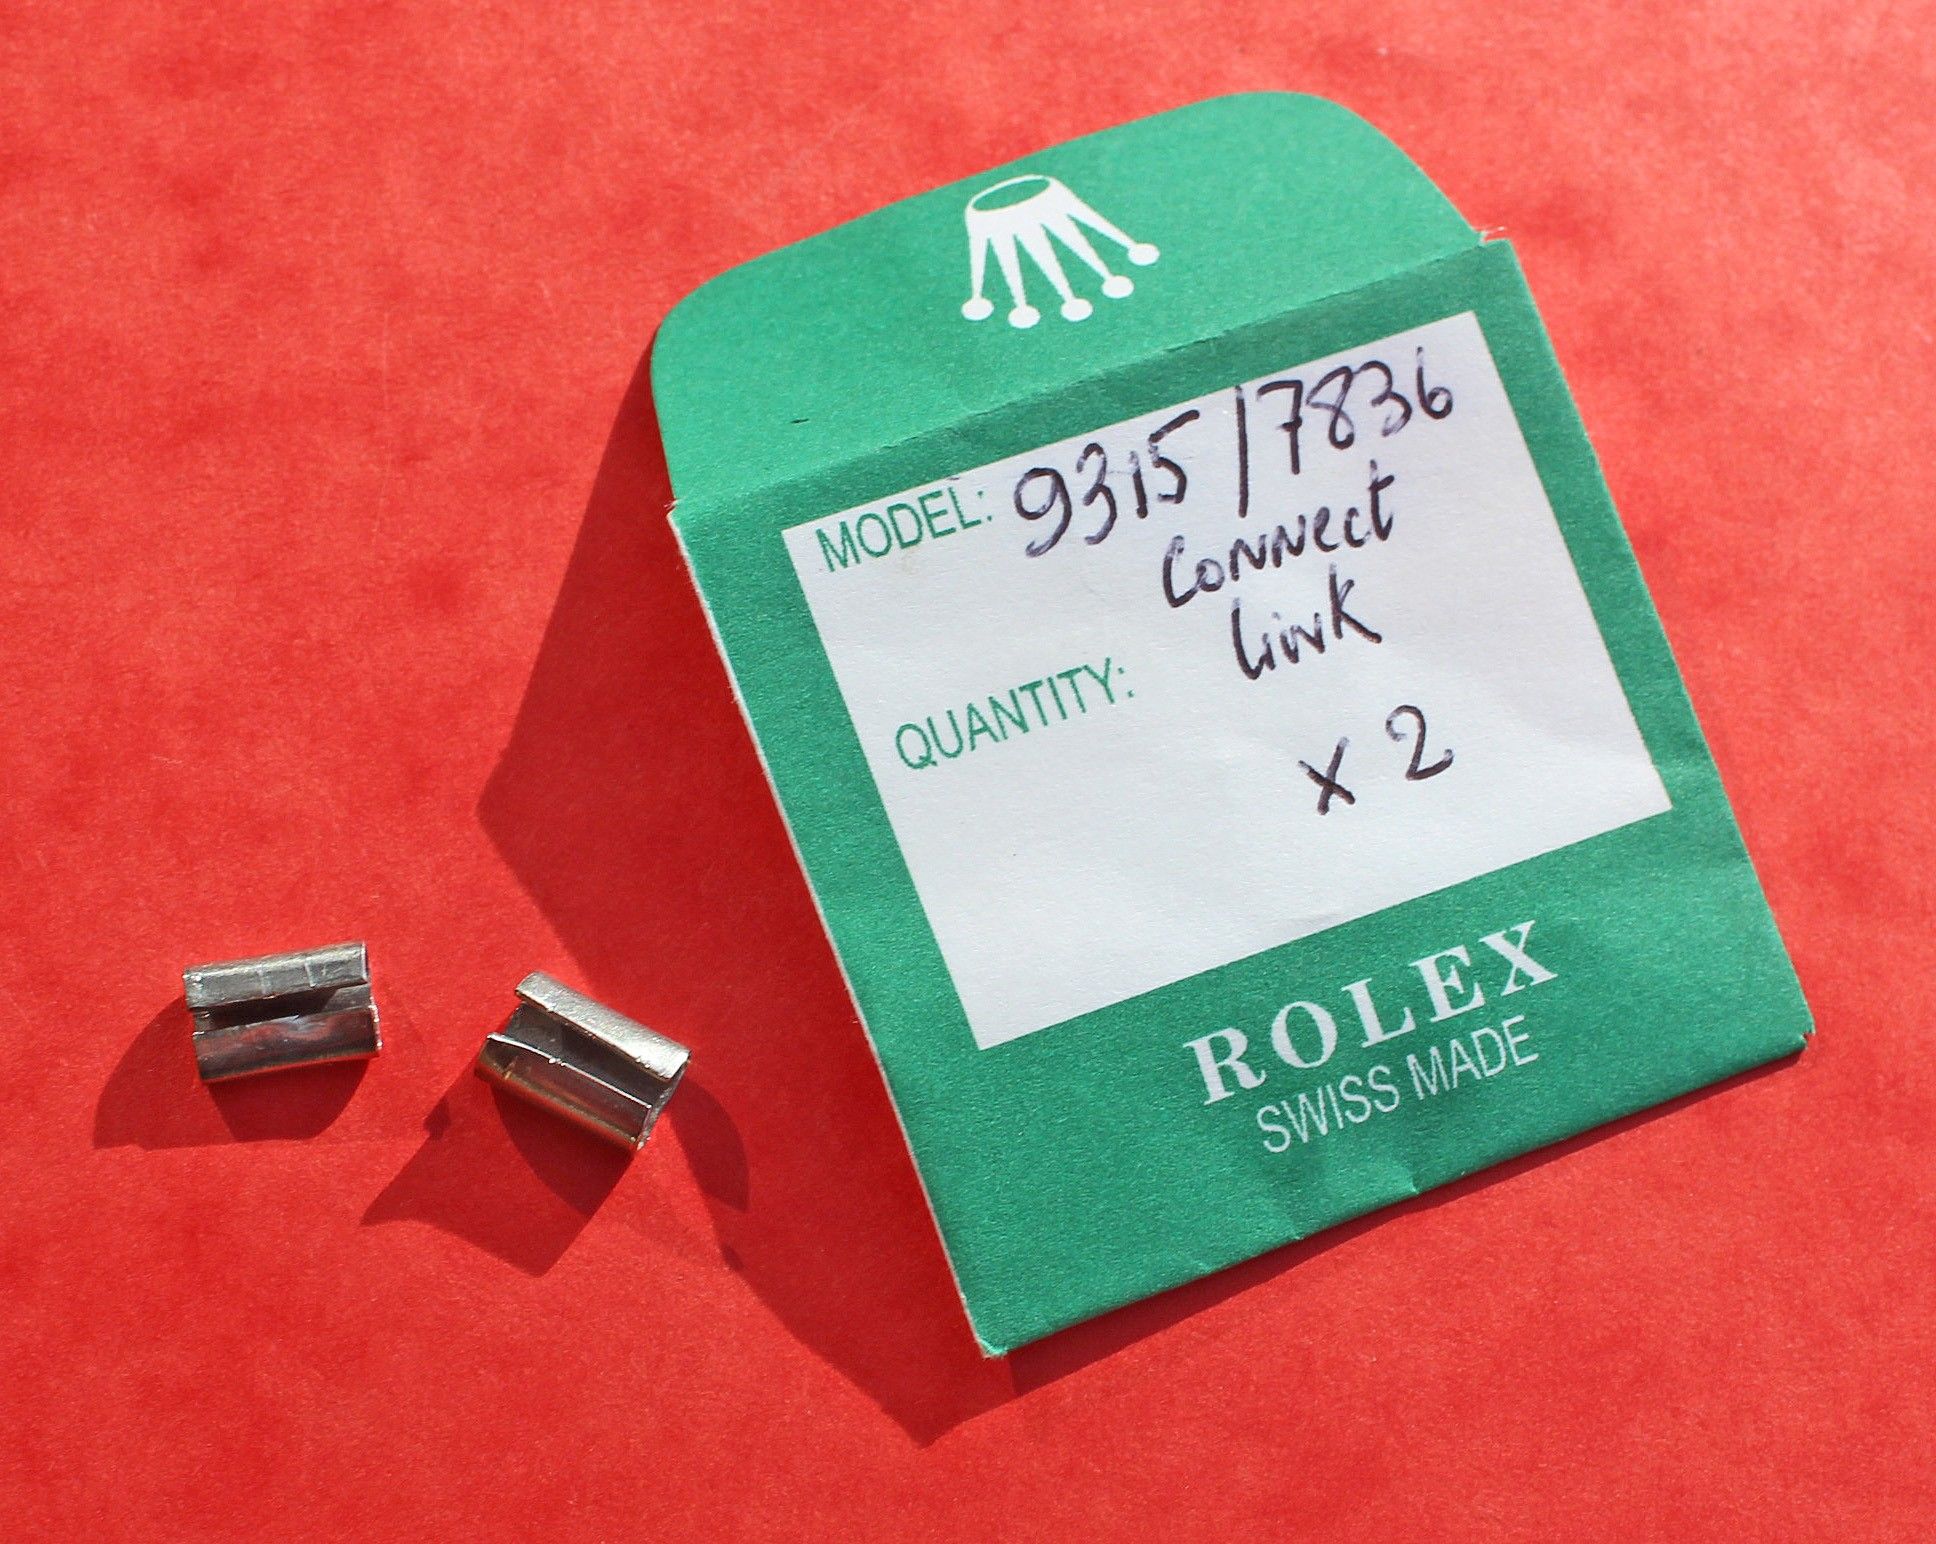 MODEL: 9315/7836
Connect
Link
QUANTITY:
x 2
ROLEX
SWISS MADE